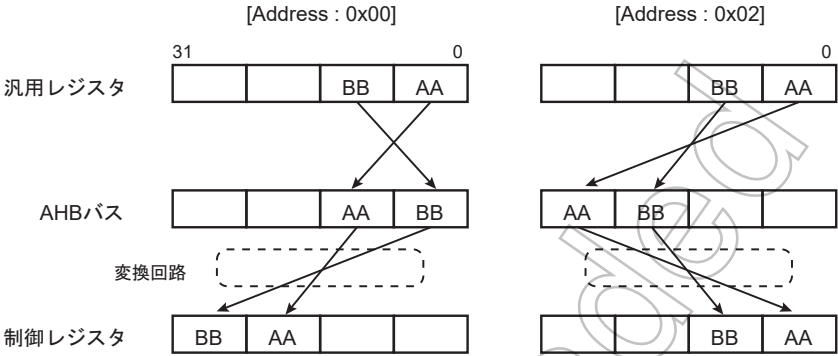 [Address : 0x00] [Address : 0x02]
31 0 0
汎用レジスタ BB AA BB AA
AHBバス AA BB AA BB
変換回路
制御レジスタ BB AA BB AA